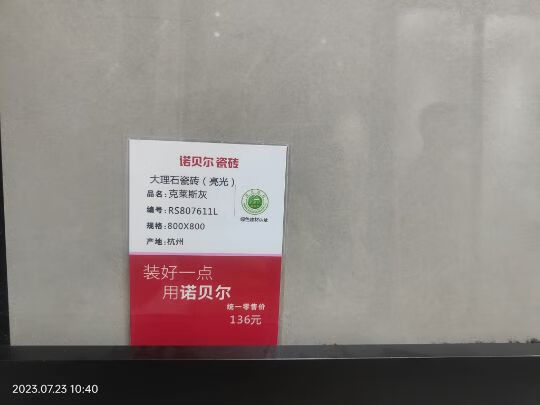 诺贝尔 瓷砖
大理石瓷砖（亮光）
品名：克莱斯灰
编号：RS807611L
规格：800X800
产地：杭州
绿色建材认证
装好一点
用诺贝尔
统一零售价
136元
2023.07.23 10:40